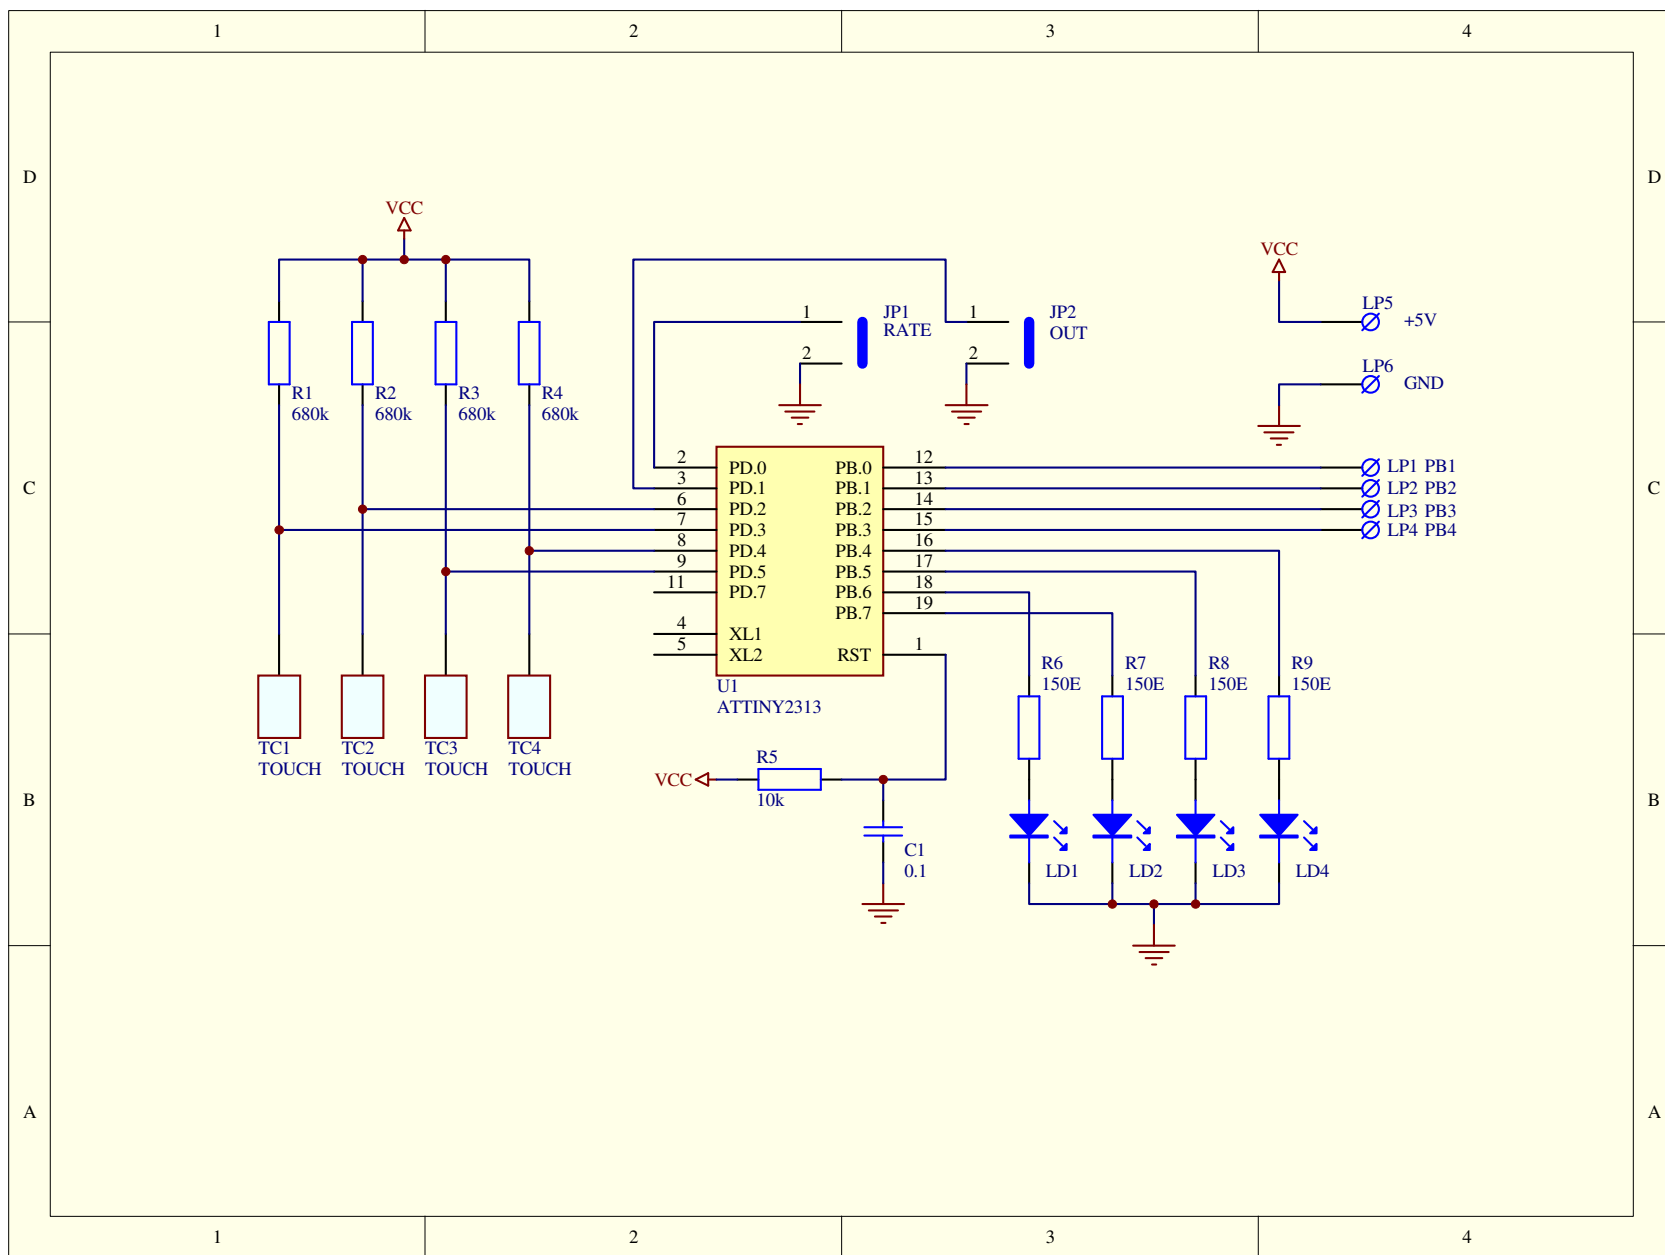 1 2 3 4
D D
VCC
VCC
1 JP1 1 JP2 LP5
RATE OUT +5V
2 2
LP6
GND
R1 R2 R3 R4
680k 680k 680k 680k
2 PD.0 PB.0 12 LP1 PB1
C 3 PD.1 PB.1 13 LP2 PB2 C
6 PD.2 PB.2 14 LP3 PB3
7 PD.3 PB.3 15 LP4 PB4
8 PD.4 PB.4 16
9 PD.5 PB.5 17
11 PD.7 PB.6 18
PB.7 19
4 XL1
5 XL2 RST 1
U1
ATTINY2313
R6 R7 R8 R9
150E 150E 150E 150E
TC1 TC2 TC3 TC4
TOUCH TOUCH TOUCH TOUCH
R5
VCC
10k
B B
C1
0.1
LD1 LD2 LD3 LD4
A A
1 2 3 4